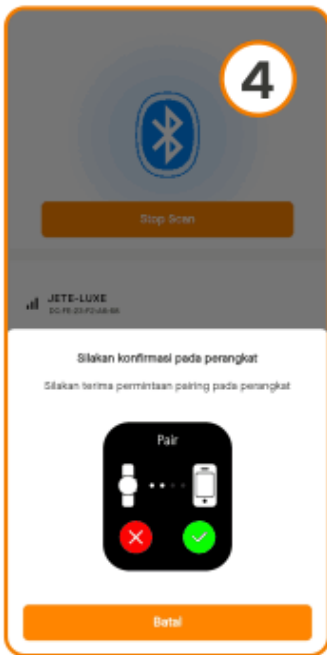 4
Stop Scan
JETE-LUXE
Silakan konfirmasi pada perangkat
Silakan terima permintaan pairing pada perangkat
Pair
Batal